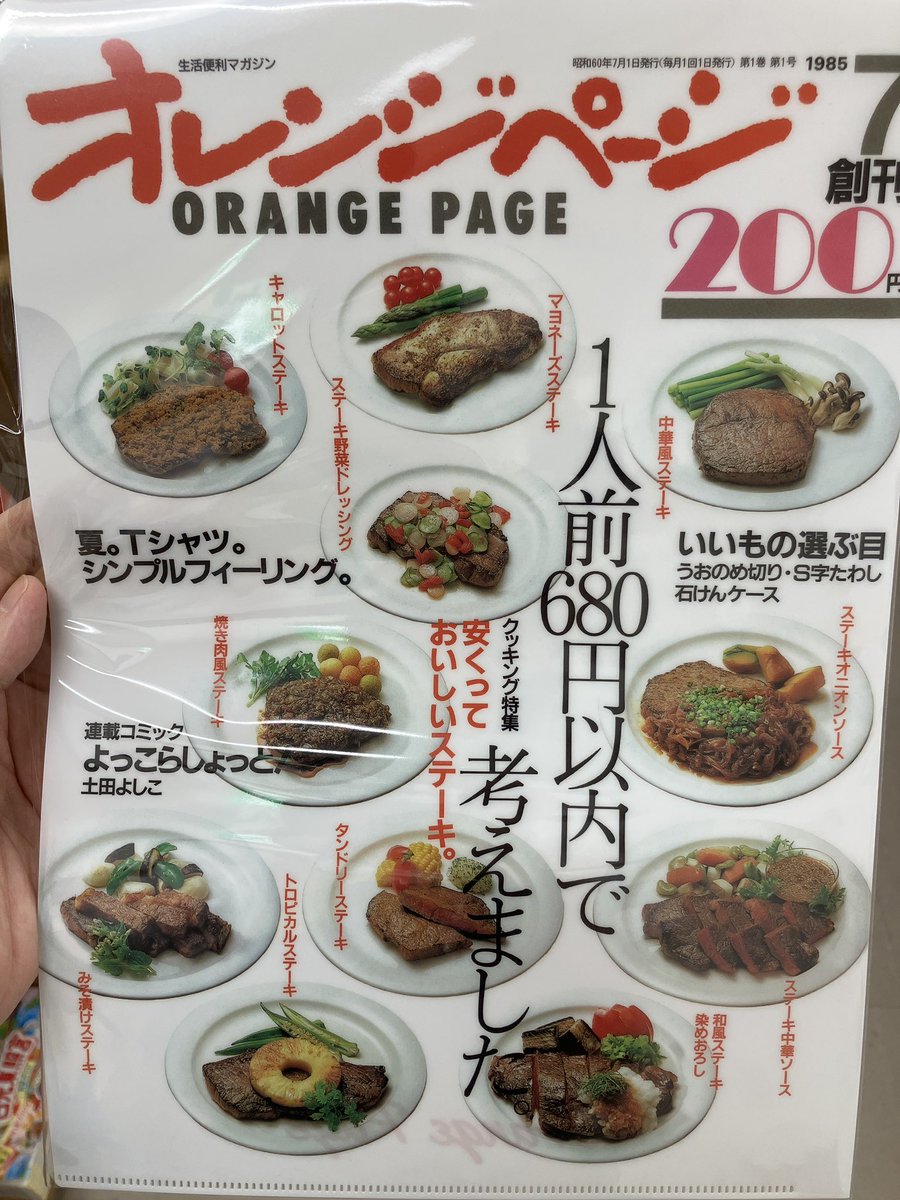 生活便利マガジン
昭和60年7月1日発行(毎月1回1日発行) 第1巻 第1号 1985
7
オレンジページ
ORANGE PAGE
創刊
200円
キャロットステーキ
マヨネーズステーキ
中華風ステーキ
ステーキ野菜ドレッシング
1人前680円以内で
考えました。
夏。Tシャツ。
シンプルフィーリング。
いいもの選ぶ目
うおのめ切り・S字たわし
石けんケース
クッキング特集
安くって
おいしいステーキ。
焼き肉風ステーキ
ステーキオニオンソース
連載コミック
よっこらしょっと!
土田よしこ
タンドリーステーキ
トロピカルステーキ
みそ漬けステーキ
ステーキ中華ソース
和風ステーキ
染めおろし